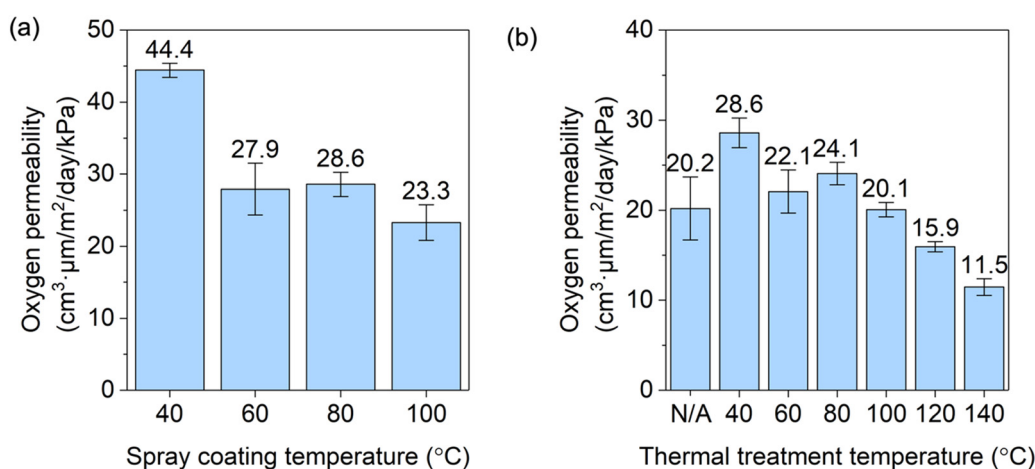 (a)
50
40
30
20
10
0
Oxygen permeability
(cm³·µm/m²/day/kPa)
44.4
27.9
28.6
23.3
40 60 80 100
Spray coating temperature (°C)
(b)
40
30
20
10
0
Oxygen permeability
(cm³·µm/m²/day/kPa)
20.2
28.6
22.1
24.1
20.1
15.9
11.5
N/A 40 60 80 100 120 140
Thermal treatment temperature (°C)